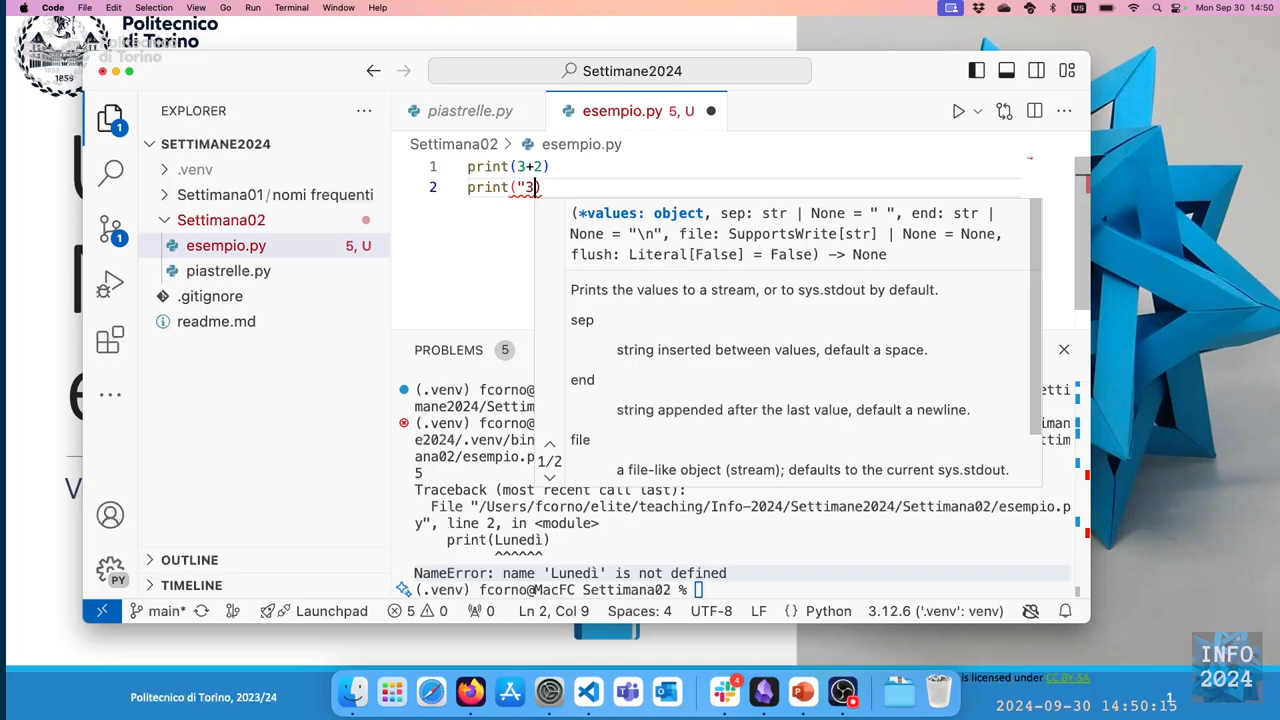 Code File Edit Selection View Go Run Terminal Window Help
US
Mon Sep 30 14:50
Politecnico
di Torino
1859
Settimane2024
EXPLORER
SETTIMANE2024
.venv
Settimana01 / nomi frequenti
Settimana02
esempio.py 5, U
piastrelle.py
.gitignore
readme.md
OUTLINE
TIMELINE
1
1
PY
piastrelle.py
esempio.py 5, U
Settimana02 > esempio.py
1 print(3+2)
2 print("3)
(*values: object, sep: str | None = " ", end: str |
None = "\n", file: SupportsWrite[str] | None = None,
flush: Literal[False] = False) -> None
Prints the values to a stream, or to sys.stdout by default.
sep
string inserted between values, default a space.
end
string appended after the last value, default a newline.
file
a file-like object (stream); defaults to the current sys.stdout.
1/2
PROBLEMS 5
(.venv) fcorno@
mane2024/Settim
(.venv) fcorno@
e2024/.venv/bin
ana02/esempio.p
5
Traceback (most recent call last):
File "/Users/fcorno/elite/teaching/Info-2024/Settimane2024/Settimana02/esempio.p
y", line 2, in <module>
print(Lunedì)
^^^^^^
NameError: name 'Lunedì' is not defined
(.venv) fcorno@MacFC Settimana02 %
main* Launchpad 5 0 0 Ln 2, Col 9 Spaces: 4 UTF-8 LF {} Python 3.12.6 ('.venv': venv)
Politecnico di Torino, 2023/24
4
is licensed under CC BY-SA
1
INFO
2024
2024-09-30 14:50:15